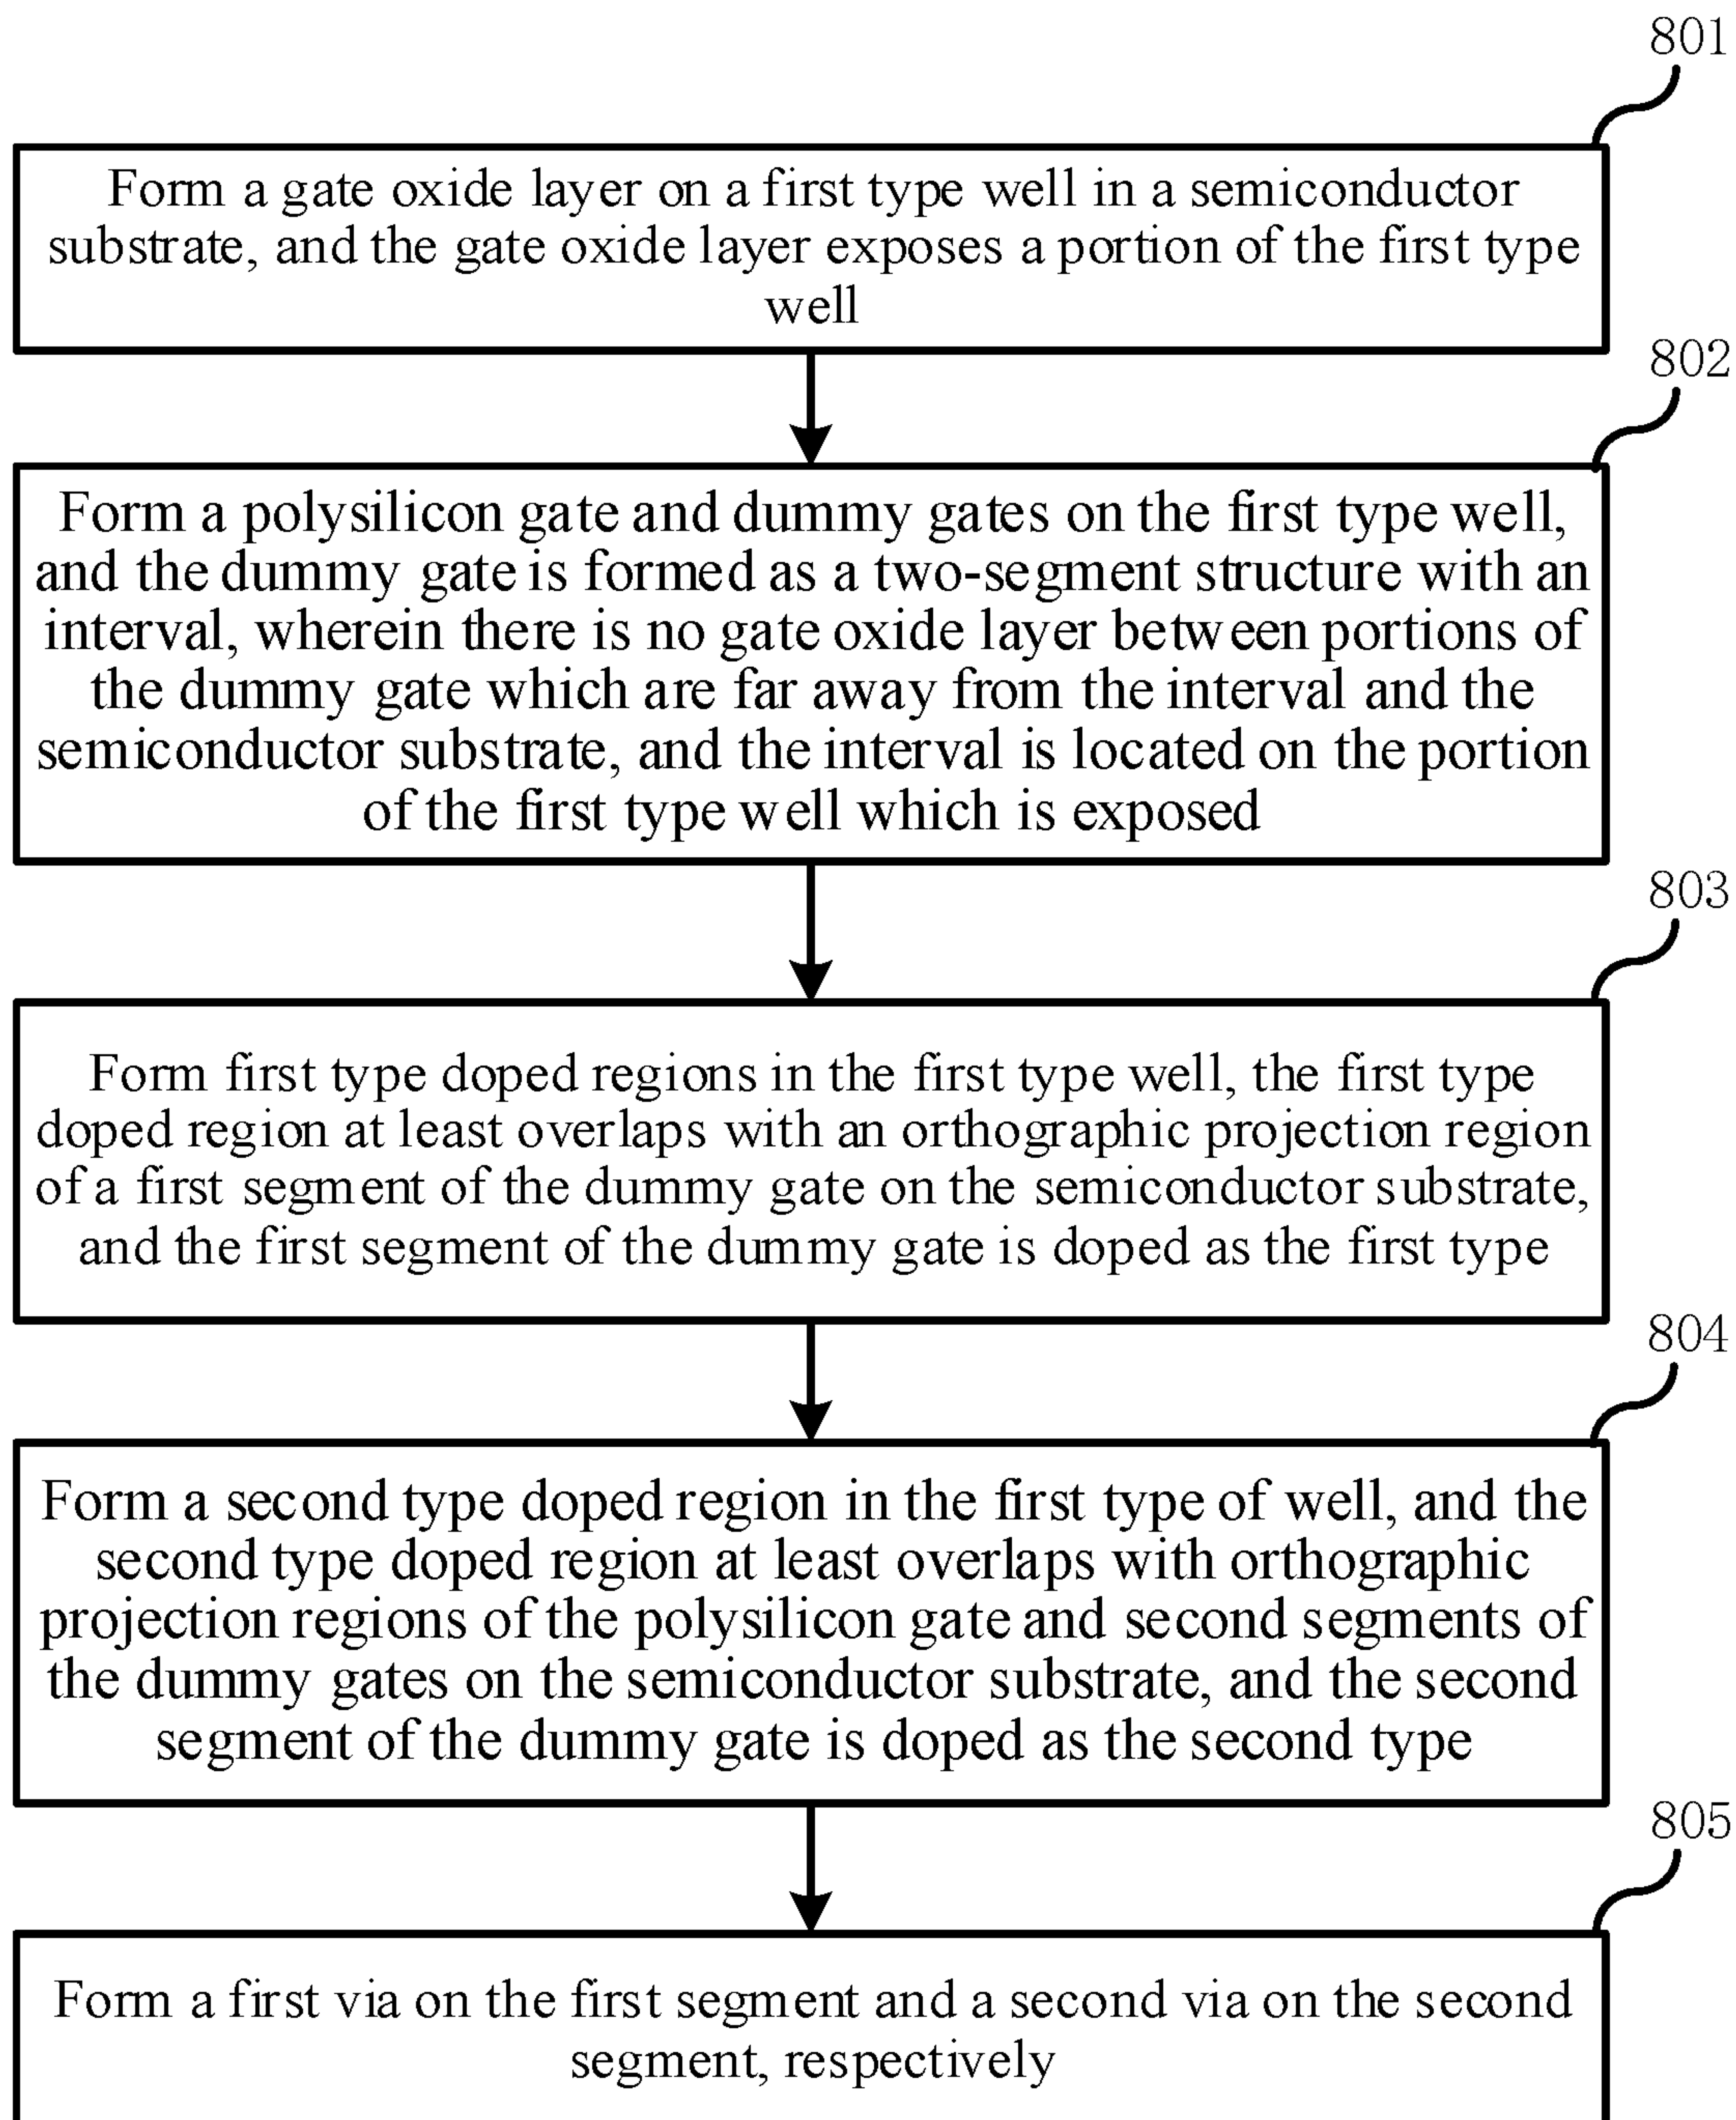 801
Form a gate oxide layer on a first type well in a semiconductor
substrate, and the gate oxide layer exposes a portion of the first type
well
802
Form a polysilicon gate and dummy gates on the first type well,
and the dummy gate is formed as a two-segment structure with an
interval, wherein there is no gate oxide layer between portions of
the dummy gate which are far away from the interval and the
semiconductor substrate, and the interval is located on the portion
of the first type well which is exposed
803
Form first type doped regions in the first type well, the first type
doped region at least overlaps with an orthographic projection region
of a first segment of the dummy gate on the semiconductor substrate,
and the first segment of the dummy gate is doped as the first type
804
Form a second type doped region in the first type of well, and the
second type doped region at least overlaps with orthographic
projection regions of the polysilicon gate and second segments of
the dummy gates on the semiconductor substrate, and the second
segment of the dummy gate is doped as the second type
805
Form a first via on the first segment and a second via on the second
segment, respectively